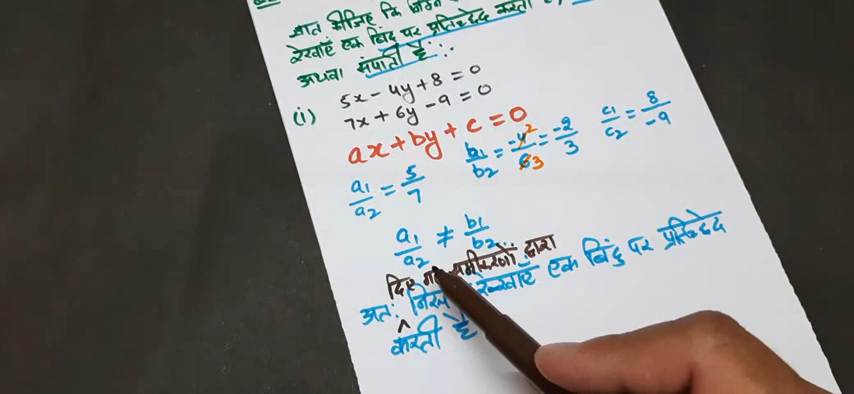 ज्ञात कीजिए कि
रेखाएँ एक बिंदु पर प्रतिच्छेद करती
अथवा संपाती है :-
(i) 5x - 4y + 8 = 0
7x + 6y - 9 = 0
ax + by + c = 0
a₁/a₂ = 5/7 b₁/b₂ = -4/6 = -2/3 c₁/c₂ = 8/-9
a₁/a₂ ≠ b₁/b₂
दिए गए समीकरणों द्वारा
अतः रेखाएँ एक बिंदु पर प्रतिच्छेद
करती है